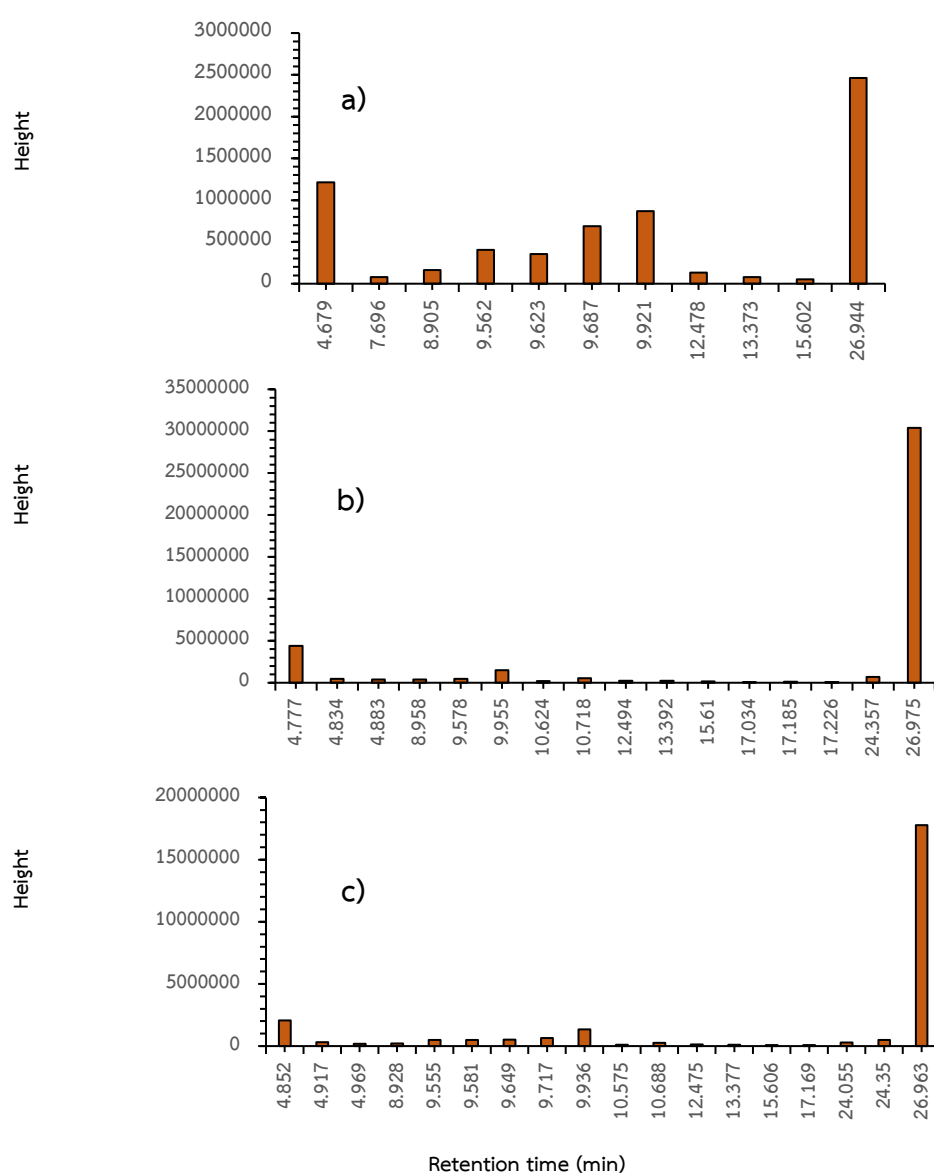 Height
3000000
2500000
2000000
1500000
1000000
500000
0
a)
4.679 7.696 8.905 9.562 9.623 9.687 9.921 12.478 13.373 15.602 26.944
Height
35000000
30000000
25000000
20000000
15000000
10000000
5000000
0
b)
4.777 4.834 4.883 8.958 9.578 9.955 10.624 10.718 12.494 13.392 15.61 17.034 17.185 17.226 24.357 26.975
Height
20000000
15000000
10000000
5000000
0
c)
4.852 4.917 4.969 8.928 9.555 9.581 9.649 9.717 9.936 10.575 10.688 12.475 13.377 15.606 17.169 24.055 24.35 26.963
Retention time (min)